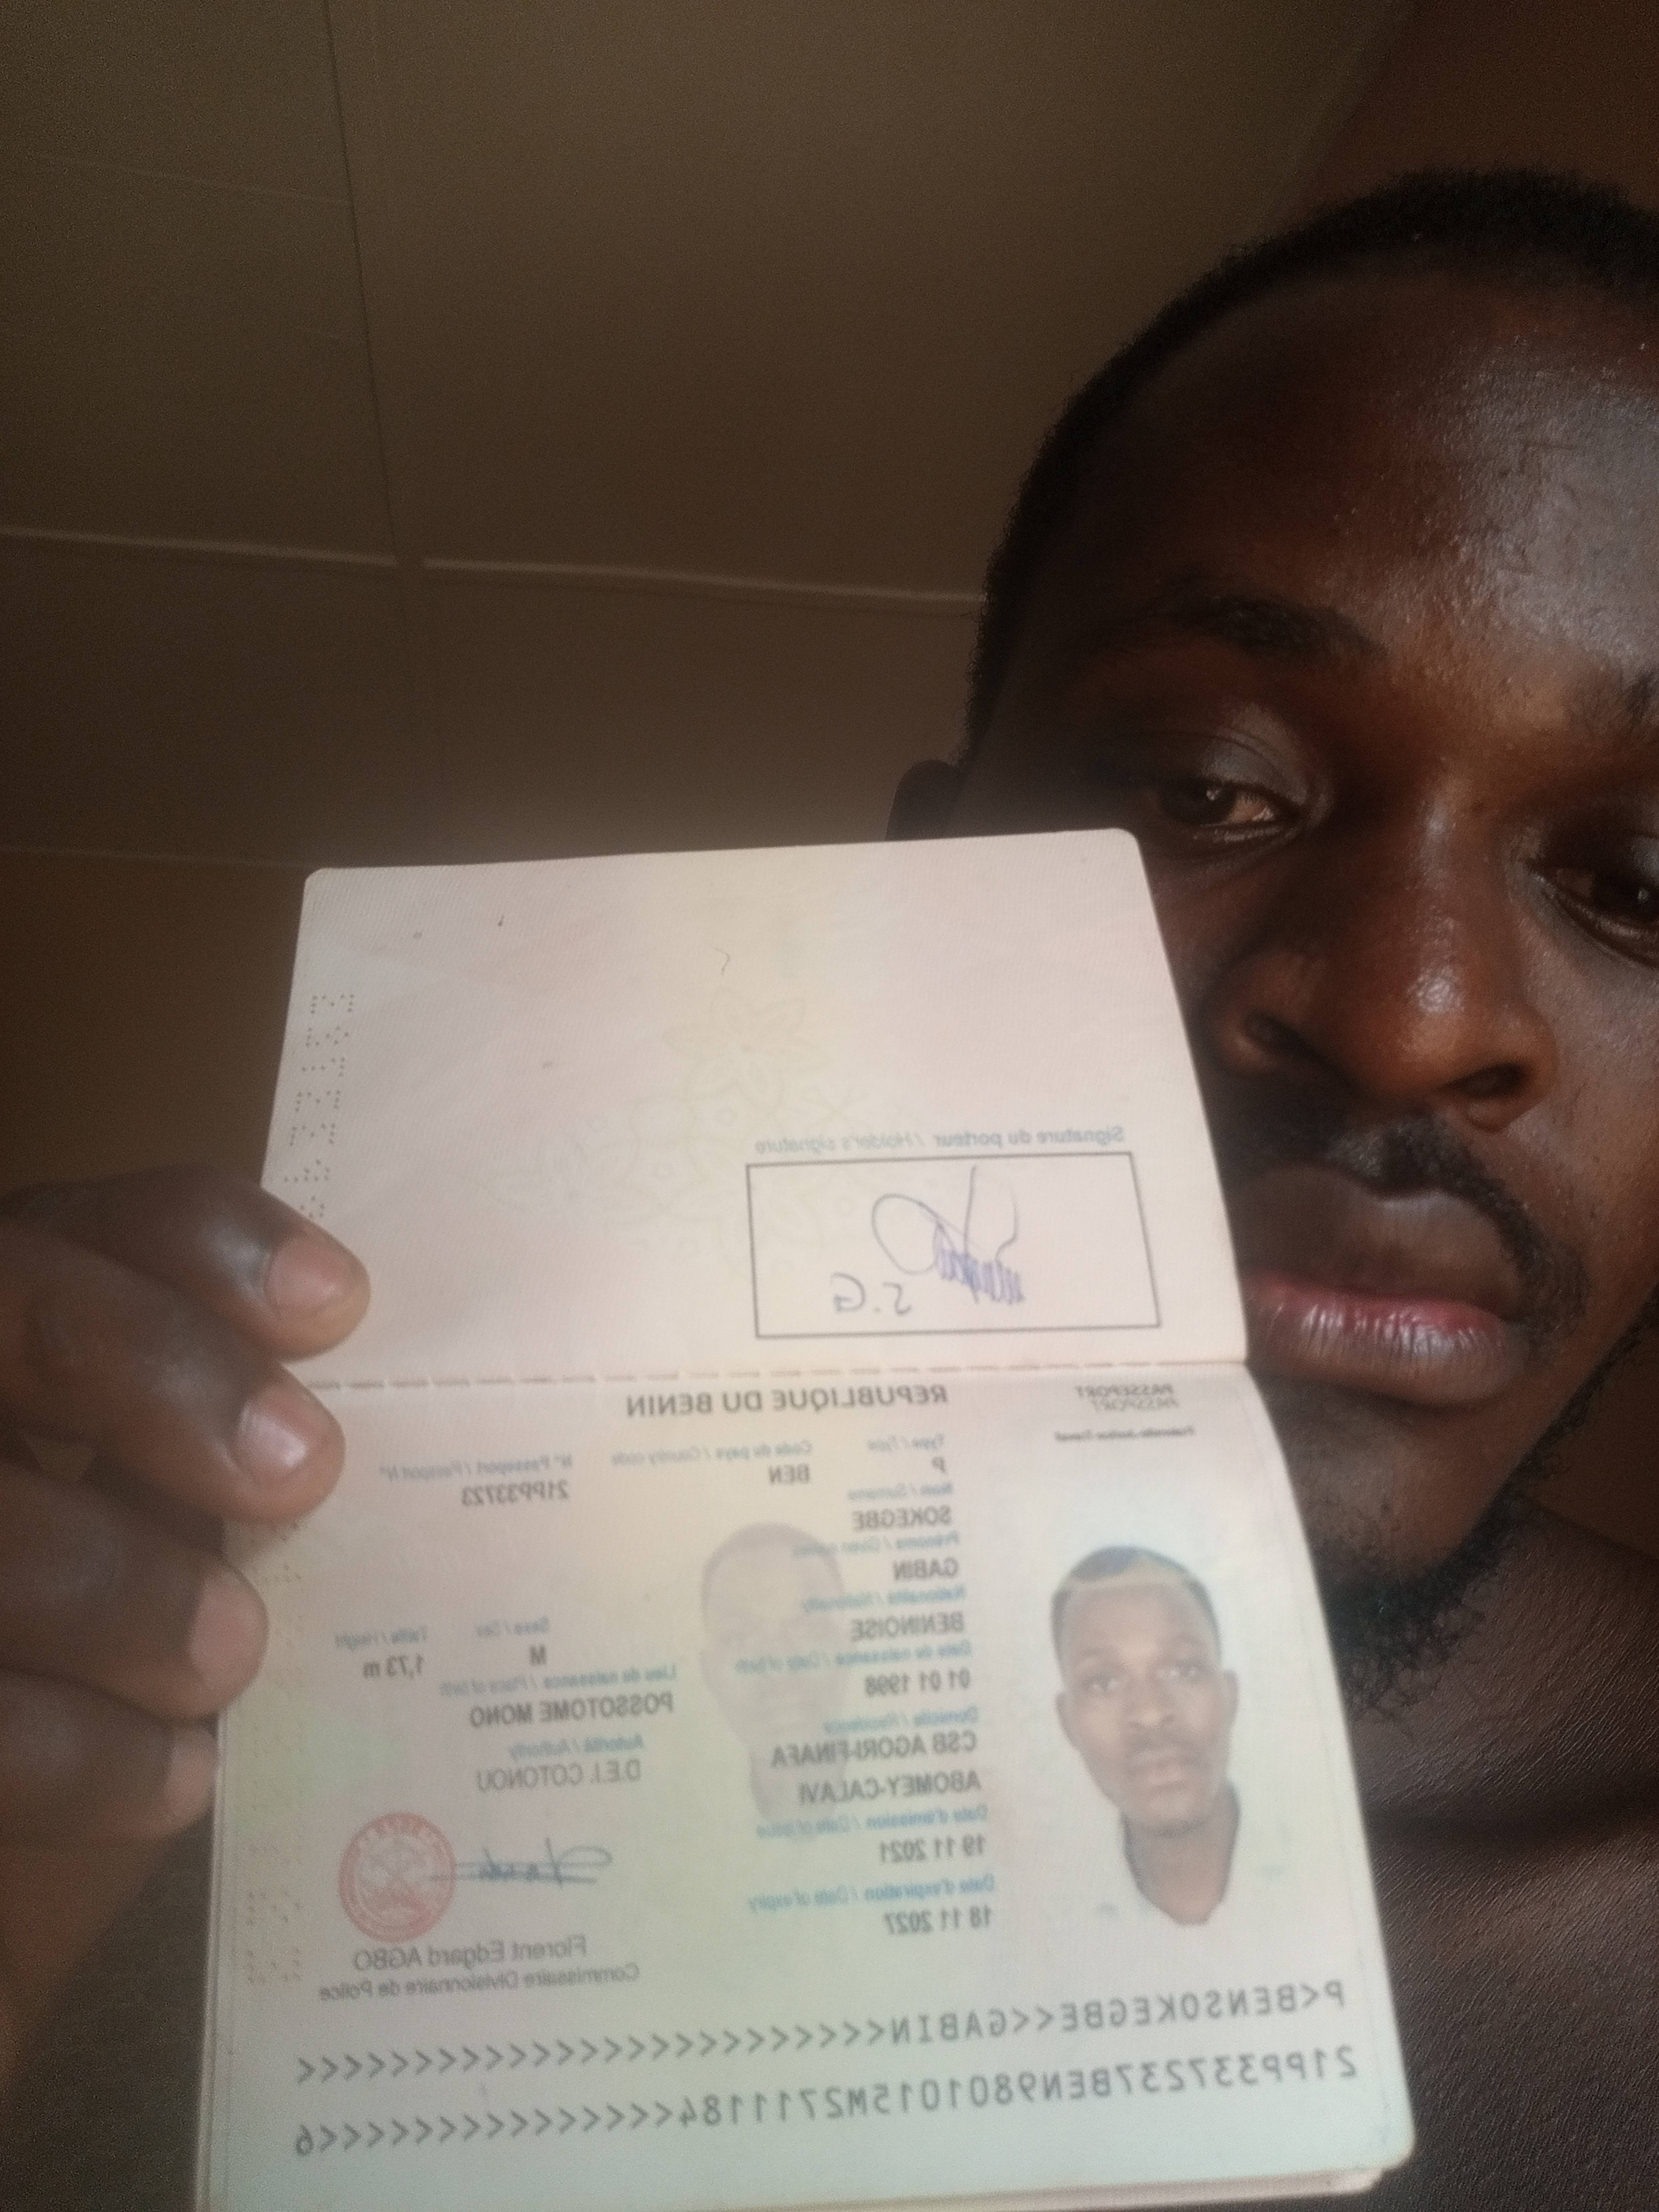 Signature du porteur / Holder's signature
S.G
REPUBLIQUE DU BENIN
PASSEPORT
PASSPORT
Type / Type
Code du pays / Country code
N° Passeport / Passport N°
P
BEN
21PP33723
Nom / Surname
SOKEGBE
Prénoms / Given names
GABIN
Nationalité / Nationality
BENINOISE
Sexe / Sex
Taille / Height
M
1,73 m
Date de naissance / Date of birth
Lieu de naissance / Place of birth
01 01 1998
POSSOTOME MONO
Domicile / Residence
Autorité / Authority
CSB AGORI-FINAFA
ABOMEY-CALAVI
D.E.I. COTONOU
Date d'émission / Date of issue
19 11 2021
Date d'expiration / Date of expiry
18 11 2027
Florent Edgard AGBO
Commissaire Divisionnaire de Police
P<BENSOKEGBE<<GABIN<<<<<<<<<<<<<<<<<<<<<<<<<
21PP337237BEN9801015M2711184<<<<<<<<<<<<<<<6